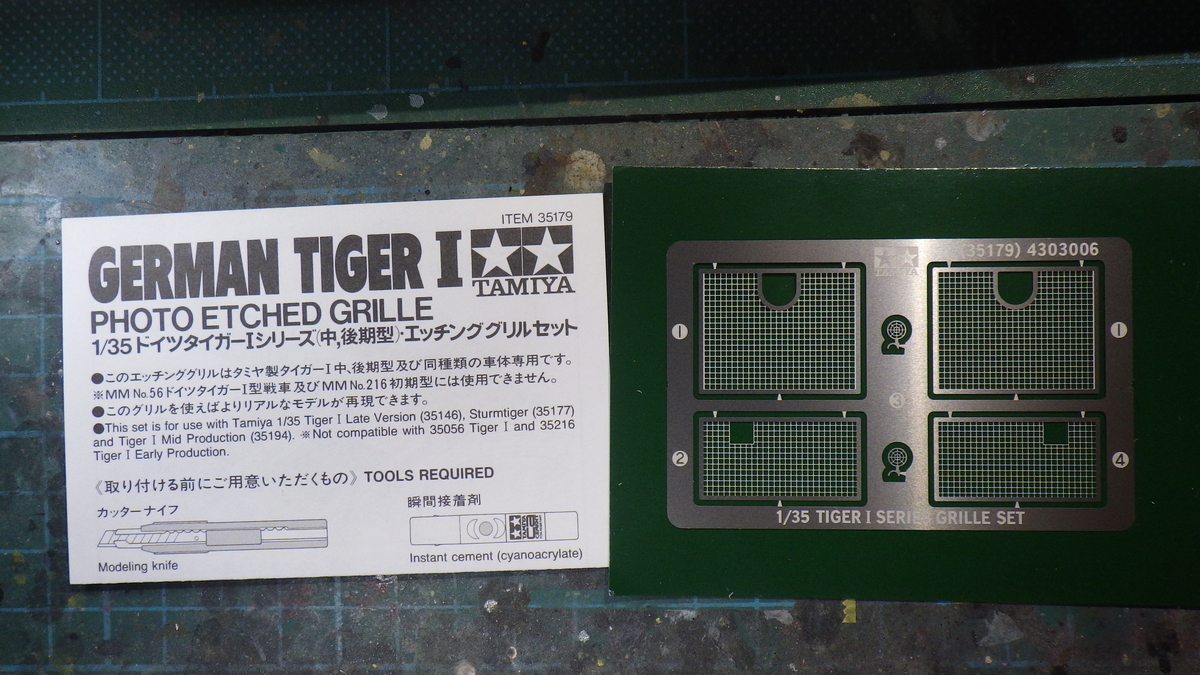 ITEM 35179
GERMAN TIGER I
TAMIYA
PHOTO ETCHED GRILLE
1/35ドイツタイガーIシリーズ(中,後期型)・エッチンググリルセット
●このエッチンググリルはタミヤ製タイガーI中、後期型及び同種類の車体専用です。
※MM No.56ドイツタイガーI型戦車及びMM No.216初期型には使用できません。
●このグリルを使えばよりリアルなモデルが再現できます。
●This set is for use with Tamiya 1/35 Tiger I Late Version (35146), Sturmtiger (35177)
and Tiger I Mid Production (35194). ※Not compatible with 35056 Tiger I and 35216
Tiger I Early Production.
《取り付ける前にご用意いただくもの》TOOLS REQUIRED
カッターナイフ
Modeling knife
瞬間接着剤
Instant cement (cyanoacrylate)
TAMIYA
(35179) 4303006
1
1
3
2
4
1/35 TIGER I SERIES GRILLE SET